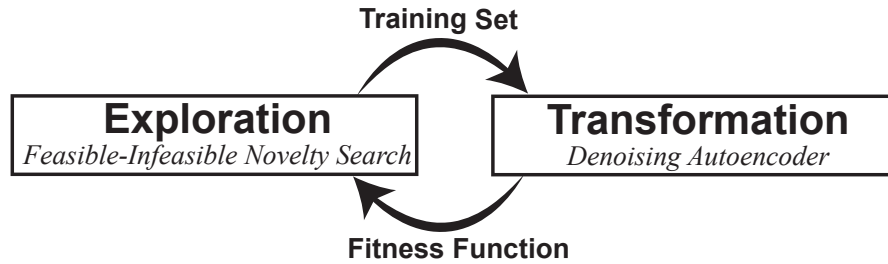 Training Set
Exploration
Feasible-Infeasible Novelty Search
Transformation
Denoising Autoencoder
Fitness Function